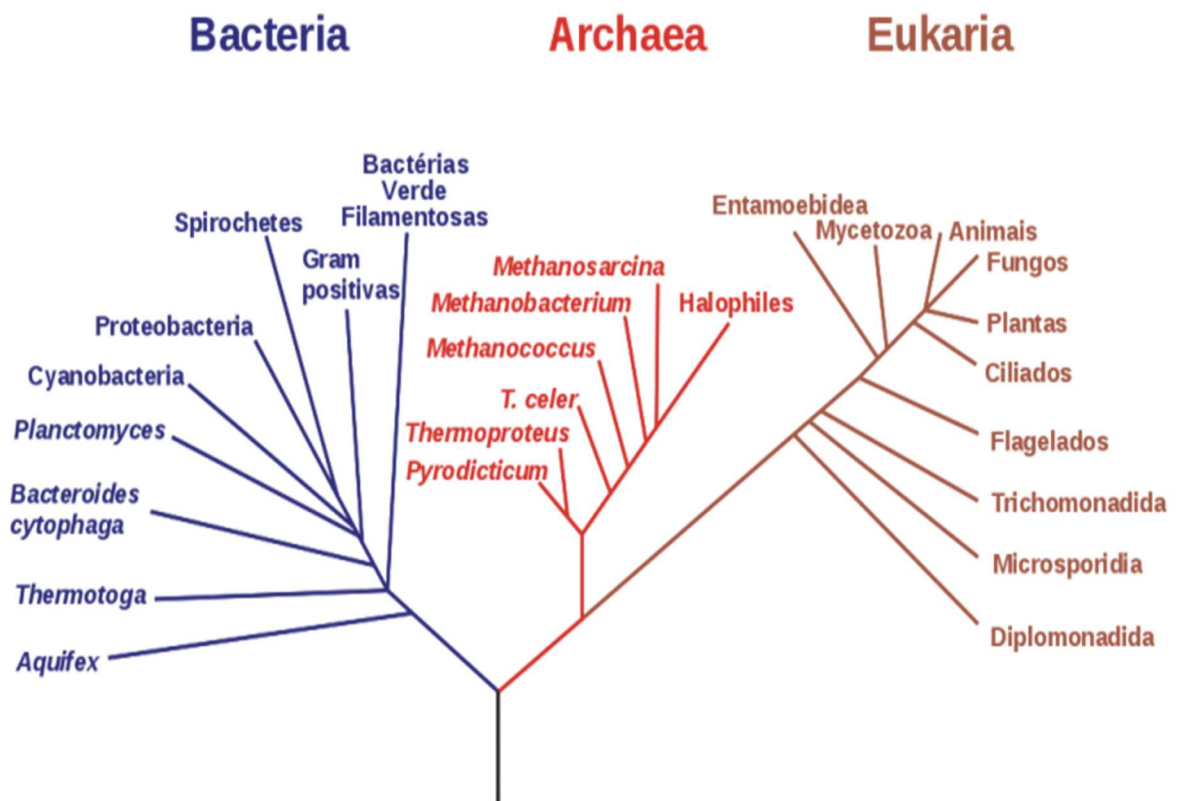 Bacteria
Archaea
Eukaria
Bactérias
Verde
Filamentosas
Spirochetes
Gram
positivas
Proteobacteria
Cyanobacteria
Planctomyces
Bacteroides
cytophaga
Thermotoga
Aquifex
Methanosarcina
Methanobacterium
Halophiles
Methanococcus
T. celer
Thermoproteus
Pyrodicticum
Entamoebidea
Mycetozoa
Animais
Fungos
Plantas
Ciliados
Flagelados
Trichomonadida
Microsporidia
Diplomonadida